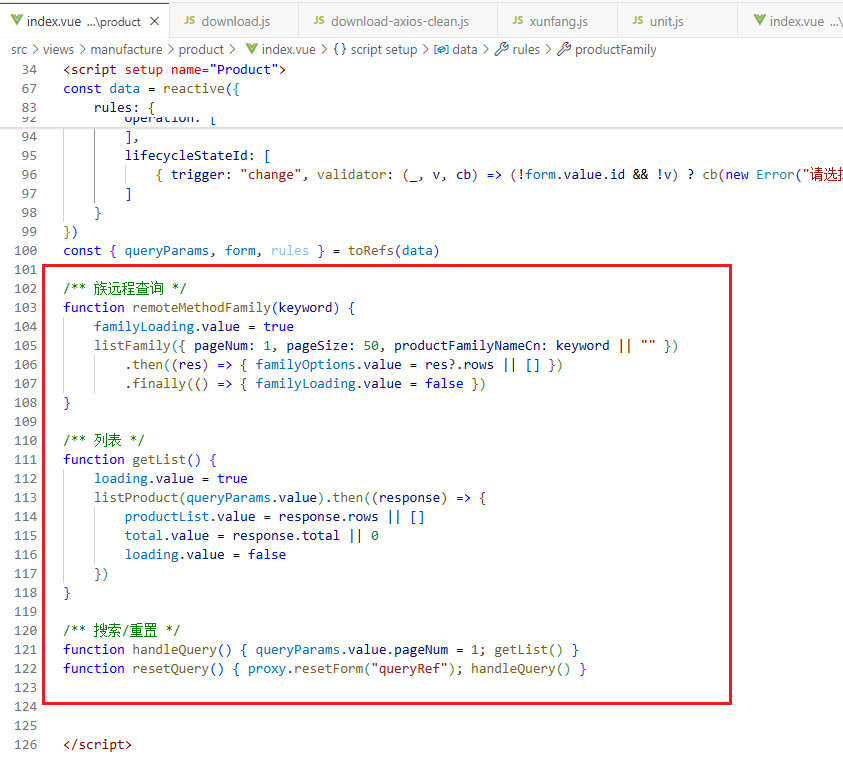 index.vue ...\product
JS download.js
JS download-axios-clean.js
JS xunfang.js
JS unit.js
index.vue ...\
src > views > manufacture > product > index.vue > {} script setup > data > rules > productFamily
34 <script setup name="Product">
67 const data = reactive({
83 rules: {
92 operation: [
94 ],
95 lifecycleStateId: [
96 { trigger: "change", validator: (_, v, cb) => (!form.value.id && !v) ? cb(new Error("请选
97 ]
98 }
99 })
100 const { queryParams, form, rules } = toRefs(data)
101
102 /** 族远程查询 */
103 function remoteMethodFamily(keyword) {
104 familyLoading.value = true
105 listFamily({ pageNum: 1, pageSize: 50, productFamilyNameCn: keyword || "" })
106 .then((res) => { familyOptions.value = res?.rows || [] })
107 .finally(() => { familyLoading.value = false })
108 }
109
110 /** 列表 */
111 function getList() {
112 loading.value = true
113 listProduct(queryParams.value).then((response) => {
114 productList.value = response.rows || []
115 total.value = response.total || 0
116 loading.value = false
117 })
118 }
119
120 /** 搜索/重置 */
121 function handleQuery() { queryParams.value.pageNum = 1; getList() }
122 function resetQuery() { proxy.resetForm("queryRef"); handleQuery() }
123
124
125
126 </script>